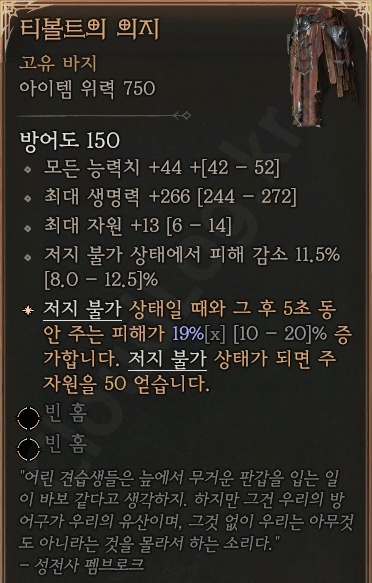 티볼트의 의지
고유 바지
아이템 위력 750
방어도 150
모든 능력치 +44 +[42 – 52]
최대 생명력 +266 [244 – 272]
최대 자원 +13 [6 – 14]
저지 불가 상태에서 피해 감소 11.5%
[8.0 – 12.5]%
저지 불가 상태일 때와 그 후 5초 동
안 주는 피해가 19%[x] [10 – 20]% 증
가합니다. 저지 불가 상태가 되면 주
자원을 50 얻습니다.
빈 홈
빈 홈
"어린 견습생들은 늪에서 무거운 판갑을 입는 일
이 바보 같다고 생각하지. 하지만 그건 우리의 방
어구가 우리의 유산이며, 그것 없이 우리는 아무것
도 아니라는 것을 몰라서 하는 소리다."
– 성전사 펨브로크